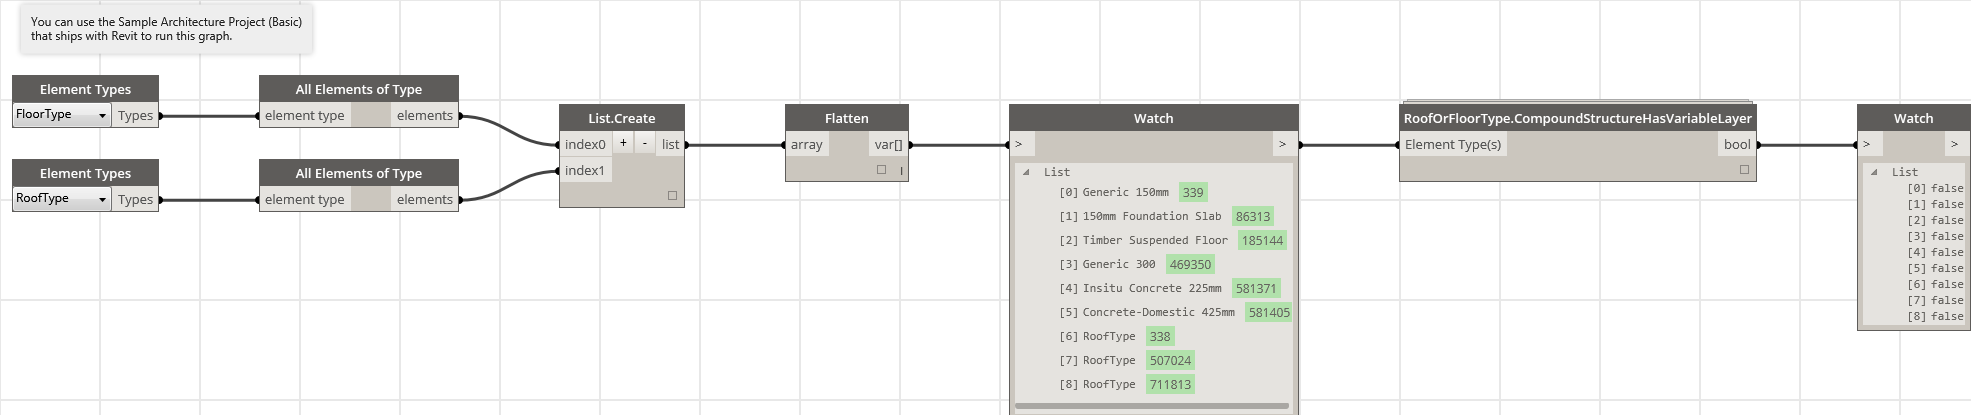 You can use the Sample Architecture Project (Basic)
that ships with Revit to run this graph.
Element Types
FloorType
Types
All Elements of Type
element type
elements
Element Types
RoofType
Types
All Elements of Type
element type
elements
List.Create
index0 + - list
index1
Flatten
array var[]
l
Watch
> >
List
[0] Generic 150mm 339
[1] 150mm Foundation Slab 86313
[2] Timber Suspended Floor 185144
[3] Generic 300 469350
[4] Insitu Concrete 225mm 581371
[5] Concrete-Domestic 425mm 581405
[6] RoofType 338
[7] RoofType 507024
[8] RoofType 711813
RoofOrFloorType.CompoundStructureHasVariableLayer
Element Type(s) bool
Watch
> >
List
[0] false
[1] false
[2] false
[3] false
[4] false
[5] false
[6] false
[7] false
[8] false